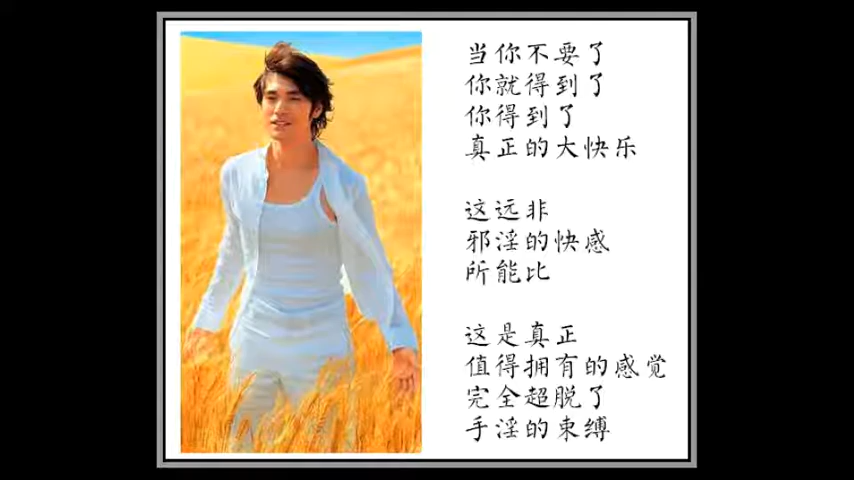 当你不要了
你就得到了
你得到了
真正的大快乐
这远非
邪淫的快感
所能比
这是真正
值得拥有的感觉
完全超脱了
手淫的束缚